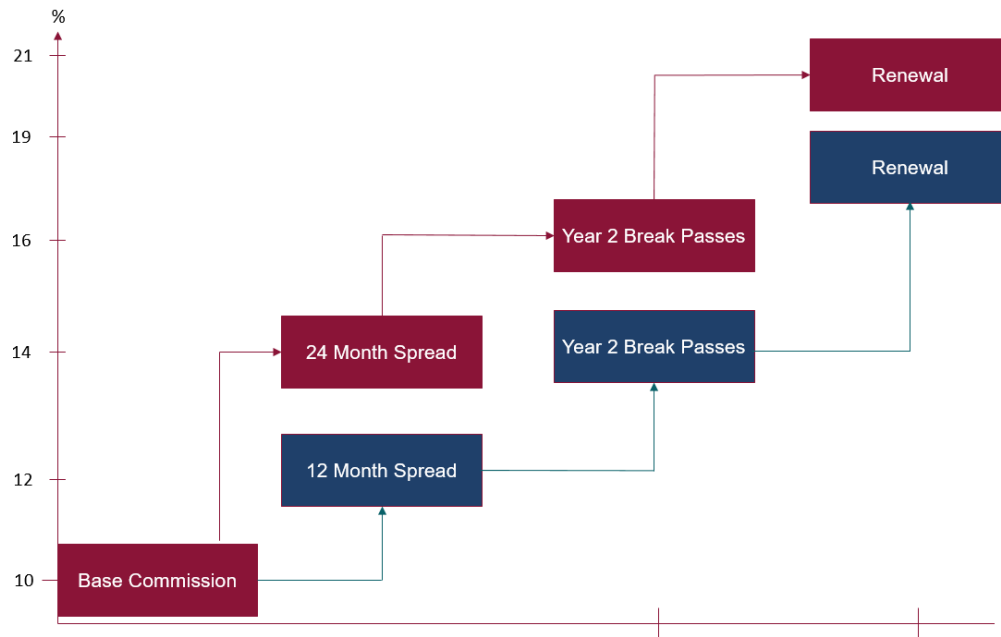 %
21
Renewal
19
Renewal
16
Year 2 Break Passes
14
24 Month Spread
Year 2 Break Passes
12
12 Month Spread
10
Base Commission